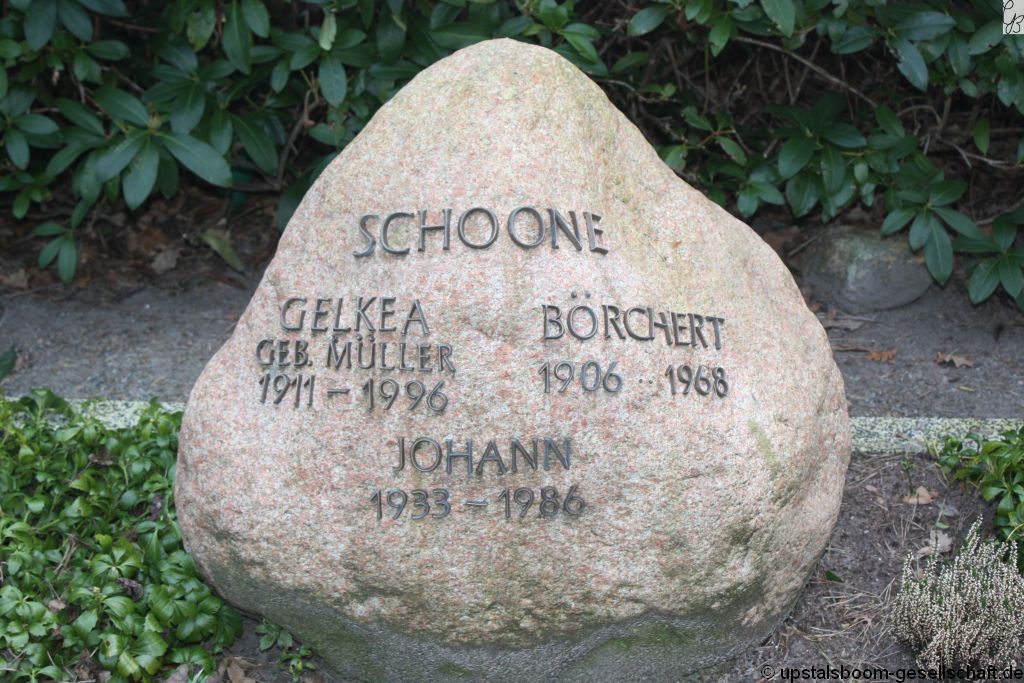 SCHOONE
GELKEA
GEB. MÜLLER
1911 – 1996
BÖRCHERT
1906 · · 1968
JOHANN
1933 – 1986
© upstalsboom-gesellschaft.de